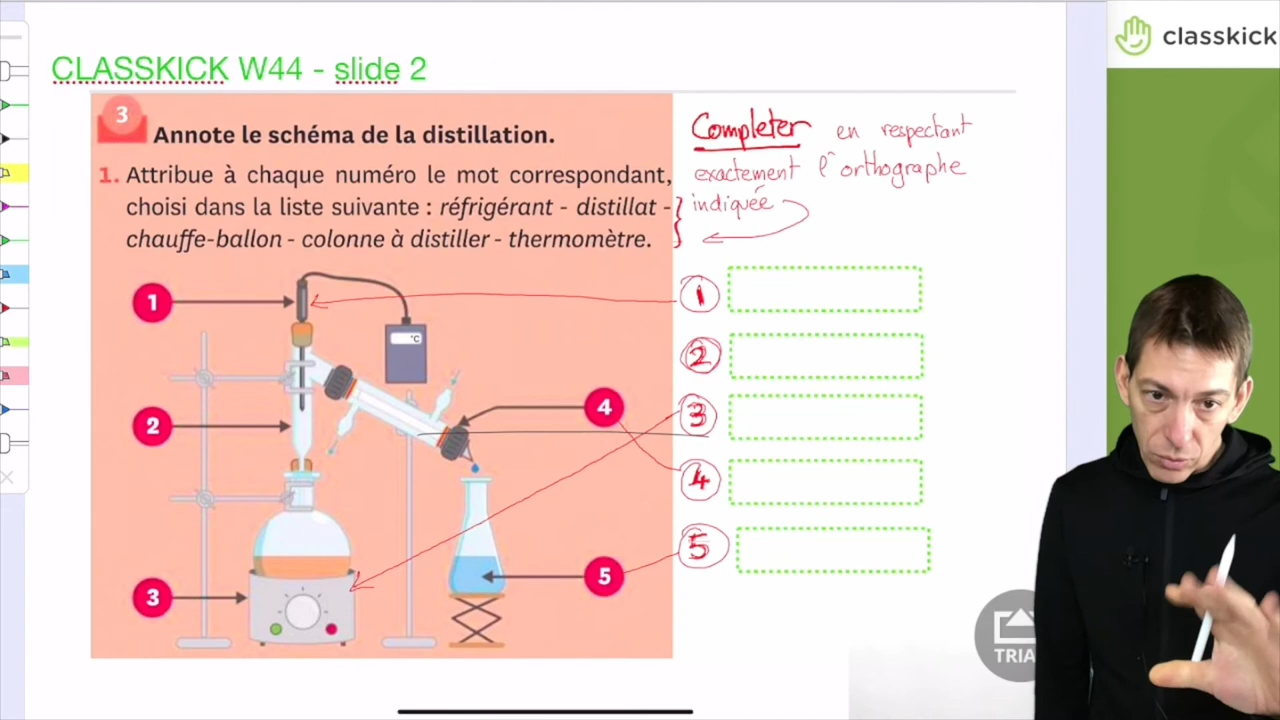 classkick
CLASSKICK W44 - slide 2
3
Annote le schéma de la distillation.
1. Attribue à chaque numéro le mot correspondant,
choisi dans la liste suivante : réfrigérant - distillat -
chauffe-ballon - colonne à distiller - thermomètre.
Completer en respectant
exactement l'orthographe
indiquée
1
2
3
4
5
°C
1
2
3
4
5
TRIA